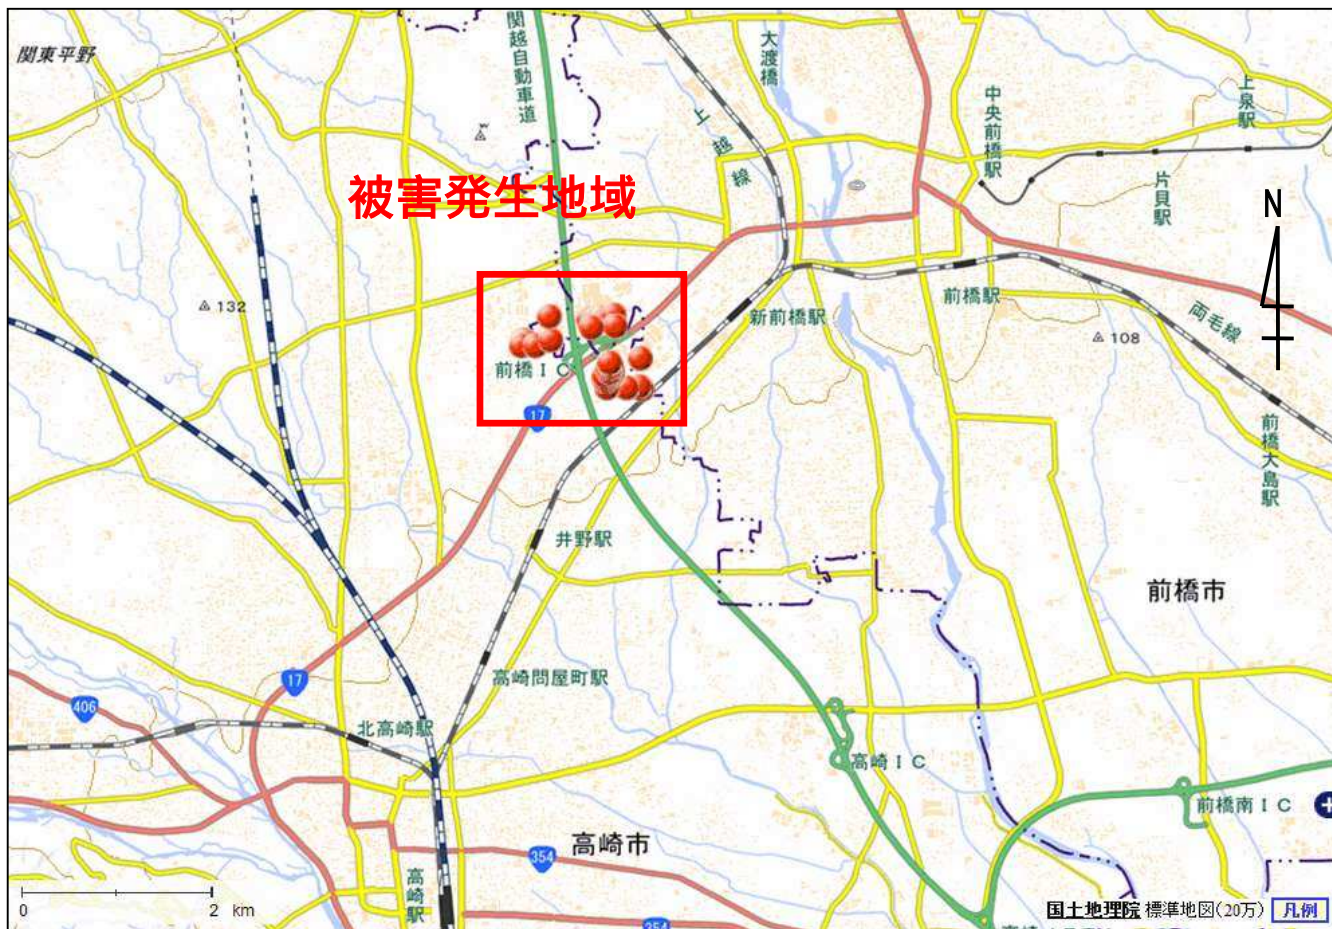 関東平野
関越自動車道
大渡橋
上越線
中央前橋駅
上泉駅
片貝駅
被害発生地域
N
132
前橋駅
新前橋駅
両毛線
108
前橋IC
17
前橋大島駅
井野駅
前橋市
高崎問屋町駅
17
406
北高崎駅
高崎IC
前橋南IC
高崎市
354
高崎駅
0 2 km
国土地理院 標準地図(20万) 凡例
354